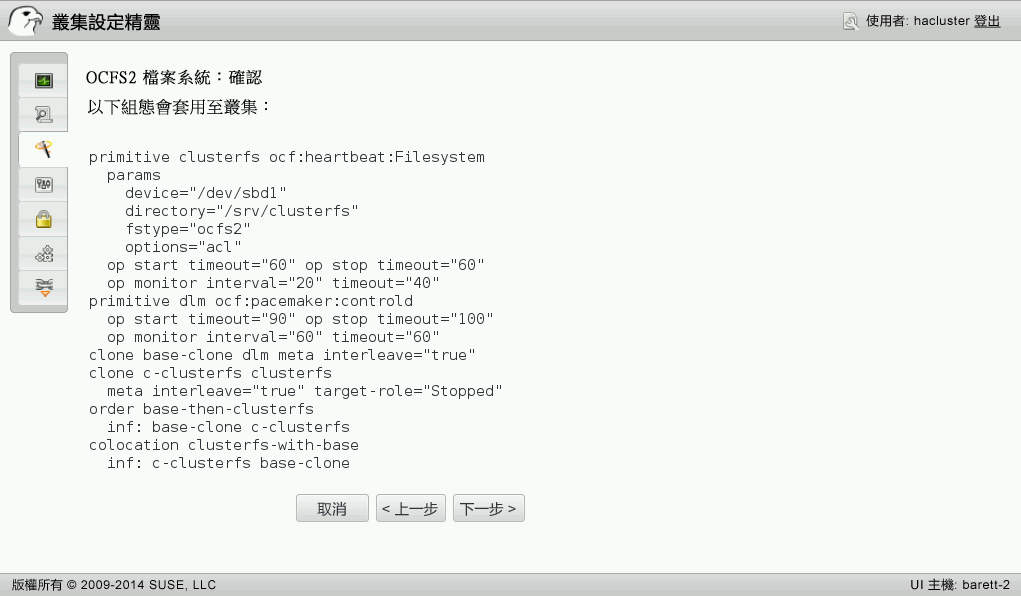 叢集設定精靈
使用者: hacluster 登出
OCFS2 檔案系統：確認
以下組態會套用至叢集：
primitive clusterfs ocf:heartbeat:Filesystem
params
device="/dev/sbd1"
directory="/srv/clusterfs"
fstype="ocfs2"
options="acl"
op start timeout="60" op stop timeout="60"
op monitor interval="20" timeout="40"
primitive dlm ocf:pacemaker:controld
op start timeout="90" op stop timeout="100"
op monitor interval="60" timeout="60"
clone base-clone dlm meta interleave="true"
clone c-clusterfs clusterfs
meta interleave="true" target-role="Stopped"
order base-then-clusterfs
inf: base-clone c-clusterfs
colocation clusterfs-with-base
inf: c-clusterfs base-clone
取消 < 上一步 下一步 >
版權所有 © 2009-2014 SUSE, LLC
UI 主機: barett-2